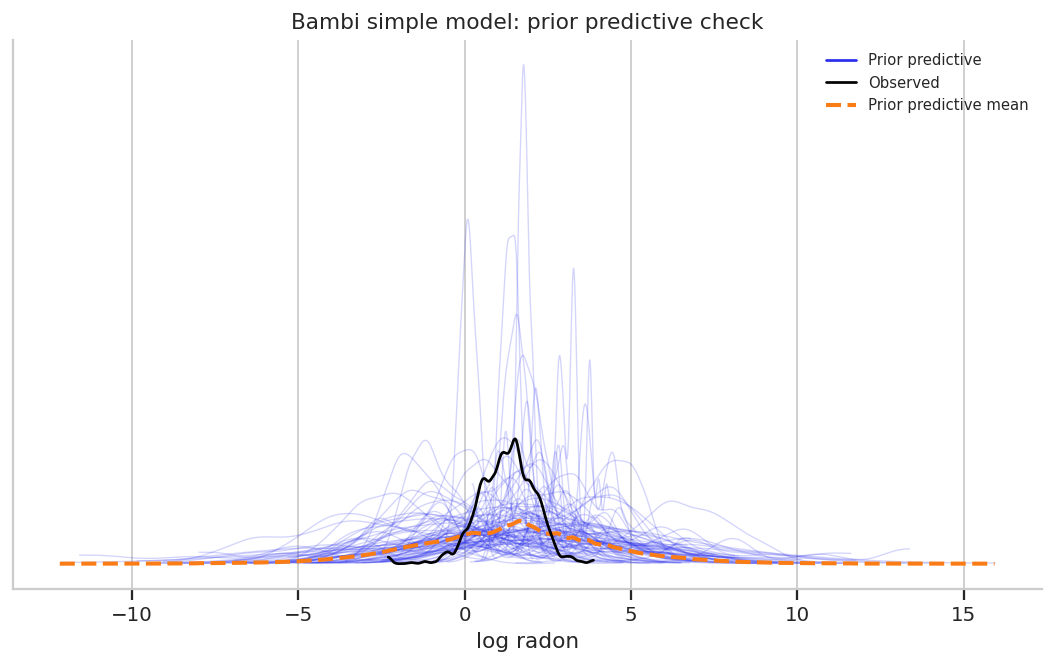 Bambi simple model: prior predictive check
Prior predictive
Observed
Prior predictive mean
−10
−5
0
5
10
15
log radon